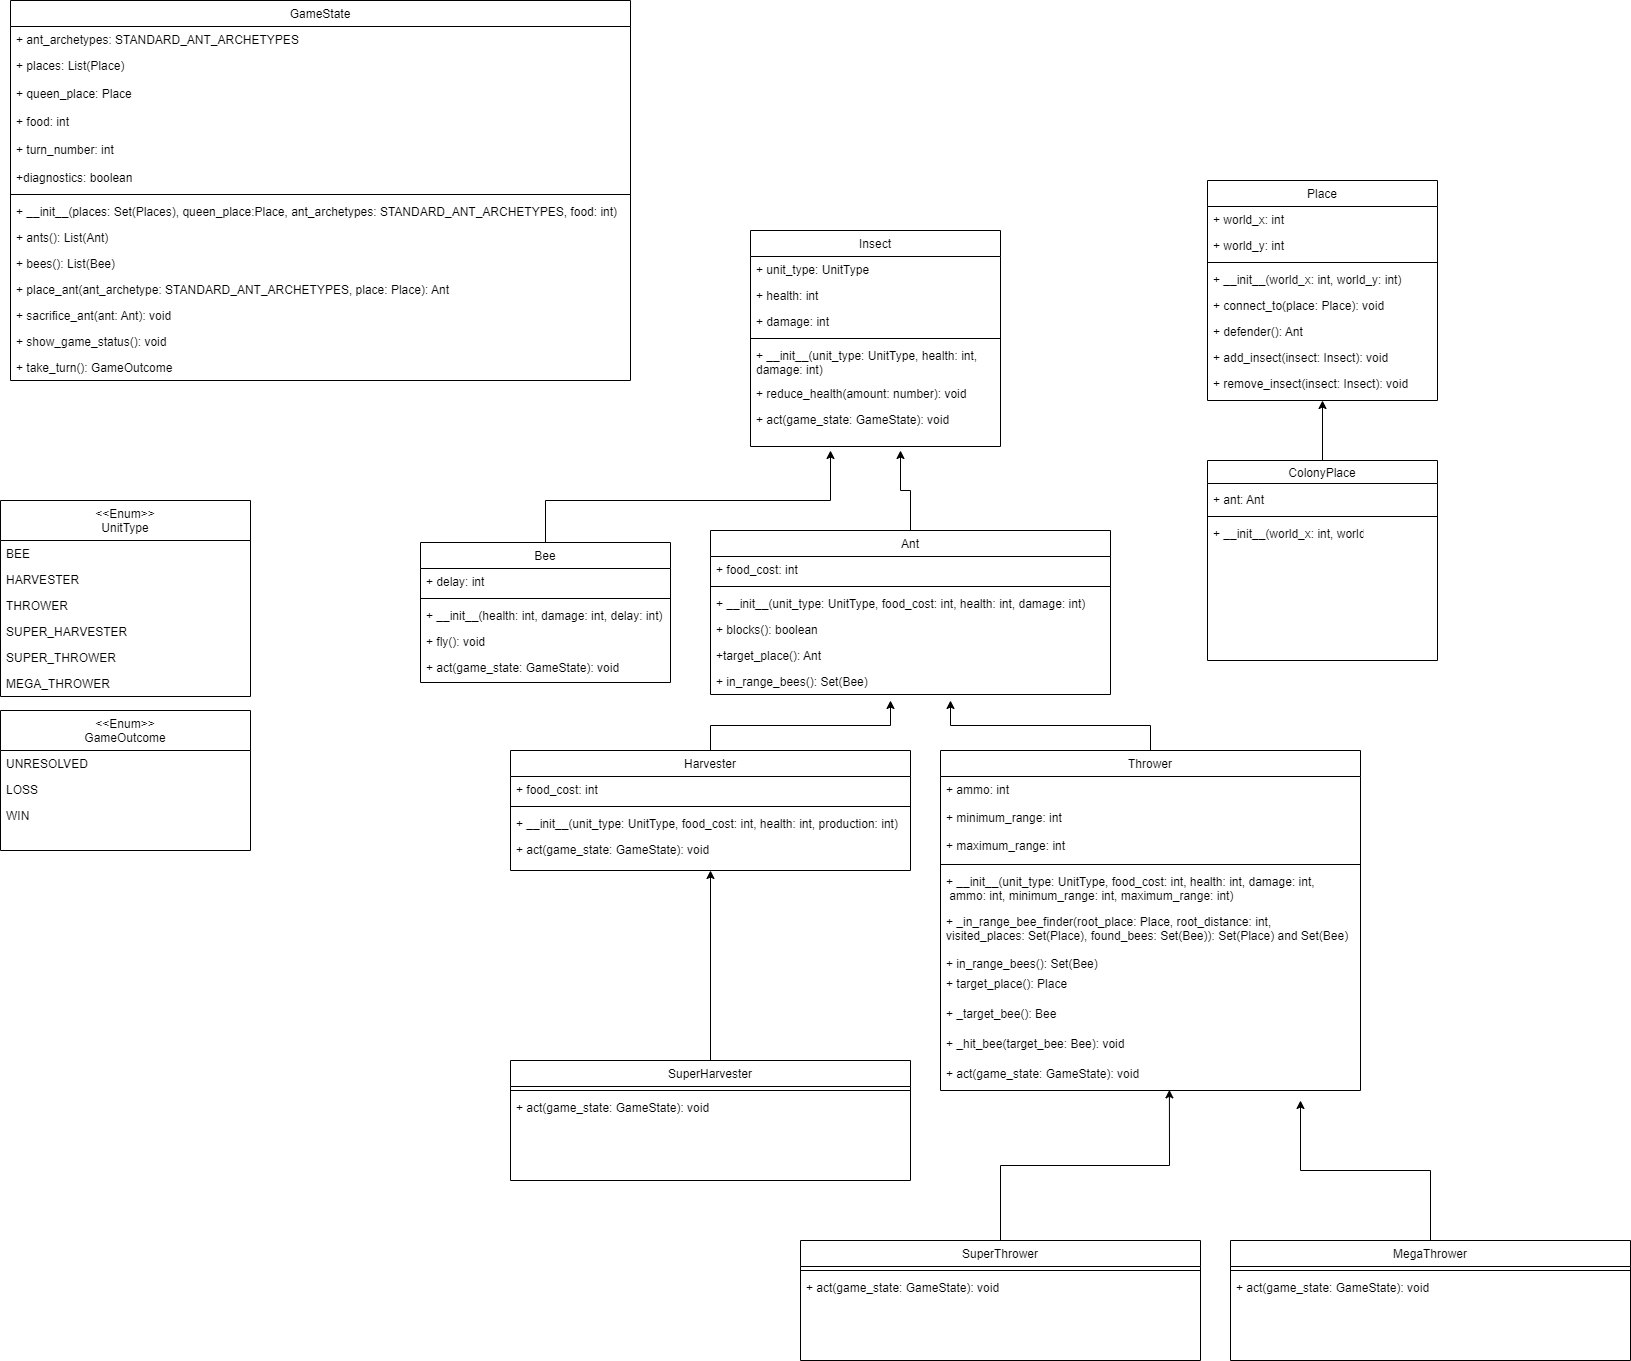 GameState
+ ant_archetypes: STANDARD_ANT_ARCHETYPES
+ places: List(Place)
+ queen_place: Place
+ food: int
+ turn_number: int
+diagnostics: boolean
+ __init__(places: Set(Places), queen_place:Place, ant_archetypes: STANDARD_ANT_ARCHETYPES, food: int)
+ ants(): List(Ant)
+ bees(): List(Bee)
+ place_ant(ant_archetype: STANDARD_ANT_ARCHETYPES, place: Place): Ant
+ sacrifice_ant(ant: Ant): void
+ show_game_status(): void
+ take_turn(): GameOutcome
Insect
+ unit_type: UnitType
+ health: int
+ damage: int
+ __init__(unit_type: UnitType, health: int,
damage: int)
+ reduce_health(amount: number): void
+ act(game_state: GameState): void
Place
+ world_x: int
+ world_y: int
+ __init__(world_x: int, world_y: int)
+ connect_to(place: Place): void
+ defender(): Ant
+ add_insect(insect: Insect): void
+ remove_insect(insect: Insect): void
ColonyPlace
+ ant: Ant
+ __init__(world_x: int, world
<<Enum>>
UnitType
BEE
HARVESTER
THROWER
SUPER_HARVESTER
SUPER_THROWER
MEGA_THROWER
<<Enum>>
GameOutcome
UNRESOLVED
LOSS
WIN
Bee
+ delay: int
+ __init__(health: int, damage: int, delay: int)
+ fly(): void
+ act(game_state: GameState): void
Ant
+ food_cost: int
+ __init__(unit_type: UnitType, food_cost: int, health: int, damage: int)
+ blocks(): boolean
+target_place(): Ant
+ in_range_bees(): Set(Bee)
Harvester
+ food_cost: int
+ __init__(unit_type: UnitType, food_cost: int, health: int, production: int)
+ act(game_state: GameState): void
Thrower
+ ammo: int
+ minimum_range: int
+ maximum_range: int
+ __init__(unit_type: UnitType, food_cost: int, health: int, damage: int,
ammo: int, minimum_range: int, maximum_range: int)
+ _in_range_bee_finder(root_place: Place, root_distance: int,
visited_places: Set(Place), found_bees: Set(Bee)): Set(Place) and Set(Bee)
+ in_range_bees(): Set(Bee)
+ target_place(): Place
+ _target_bee(): Bee
+ _hit_bee(target_bee: Bee): void
+ act(game_state: GameState): void
SuperHarvester
+ act(game_state: GameState): void
SuperThrower
+ act(game_state: GameState): void
MegaThrower
+ act(game_state: GameState): void